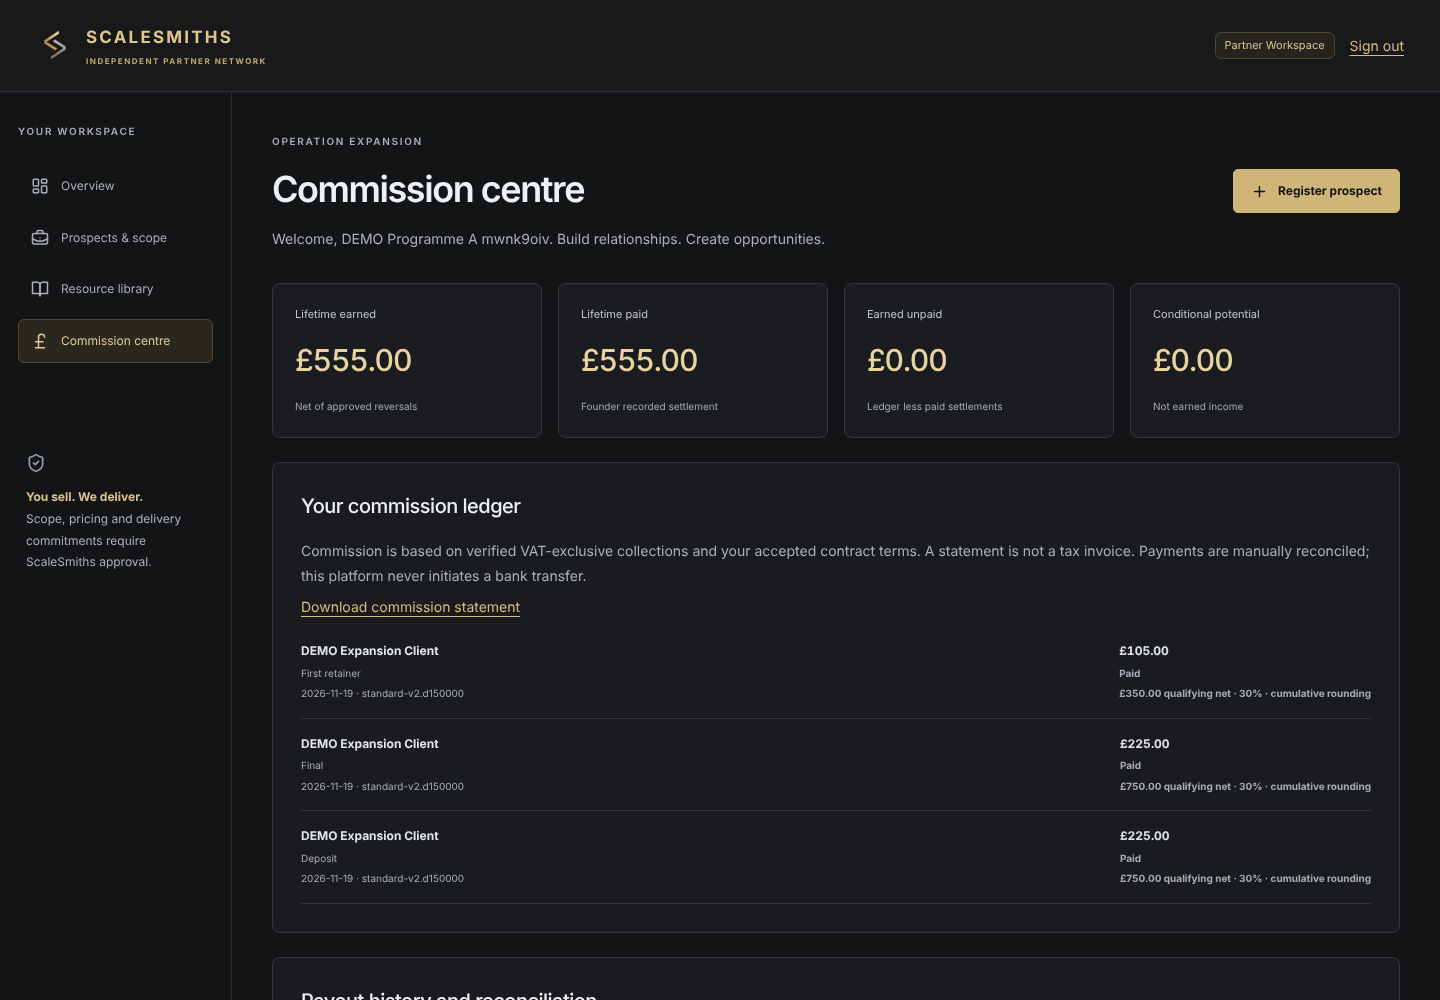 SCALESMITHS
INDEPENDENT PARTNER NETWORK
Partner Workspace
Sign out
YOUR WORKSPACE
Overview
Prospects & scope
Resource library
Commission centre
You sell. We deliver.
Scope, pricing and delivery
commitments require
ScaleSmiths approval.
OPERATION EXPANSION
Commission centre
Register prospect
Welcome, DEMO Programme A mwnk9oiv. Build relationships. Create opportunities.
Lifetime earned
£555.00
Net of approved reversals
Lifetime paid
£555.00
Founder recorded settlement
Earned unpaid
£0.00
Ledger less paid settlements
Conditional potential
£0.00
Not earned income
Your commission ledger
Commission is based on verified VAT-exclusive collections and your accepted contract terms. A statement is not a tax invoice. Payments are manually reconciled;
this platform never initiates a bank transfer.
Download commission statement
DEMO Expansion Client
First retainer
2026-11-19 · standard-v2.d150000
£105.00
Paid
£350.00 qualifying net · 30% · cumulative rounding
DEMO Expansion Client
Final
2026-11-19 · standard-v2.d150000
£225.00
Paid
£750.00 qualifying net · 30% · cumulative rounding
DEMO Expansion Client
Deposit
2026-11-19 · standard-v2.d150000
£225.00
Paid
£750.00 qualifying net · 30% · cumulative rounding
Payout history and reconciliation